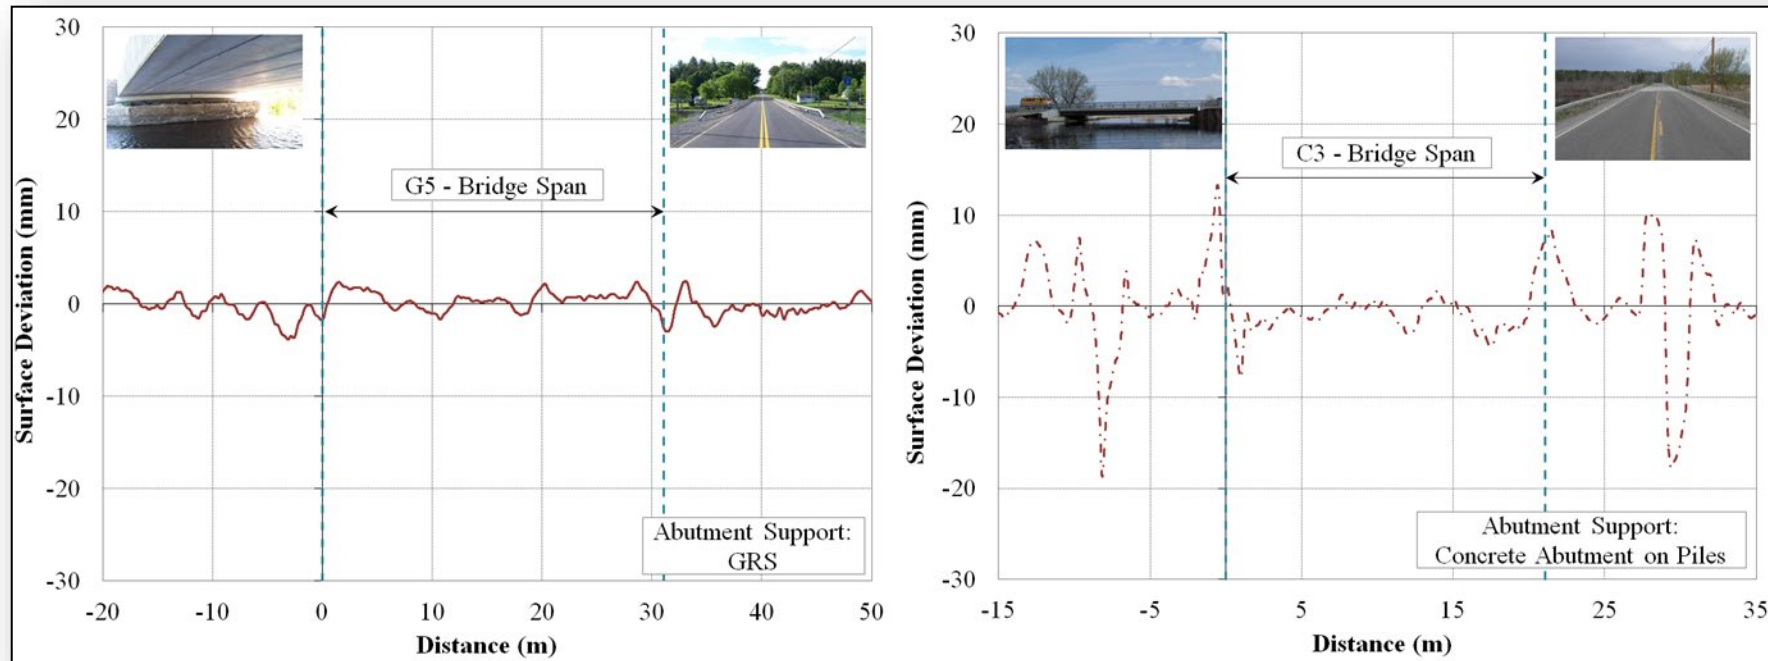 30
20
10
0
-10
-20
-30
Surface Deviation (mm)
G5 - Bridge Span
Abutment Support:
GRS
-20 -10 0 10 20 30 40 50
Distance (m)
30
20
10
0
-10
-20
-30
Surface Deviation (mm)
C3 - Bridge Span
Abutment Support:
Concrete Abutment on Piles
-15 -5 5 15 25 35
Distance (m)